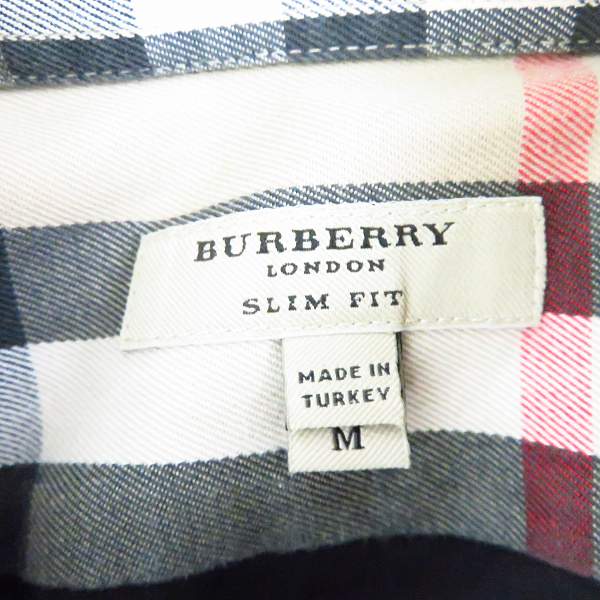 BURBERRY
LONDON
SLIM FIT
MADE IN
TURKEY
M